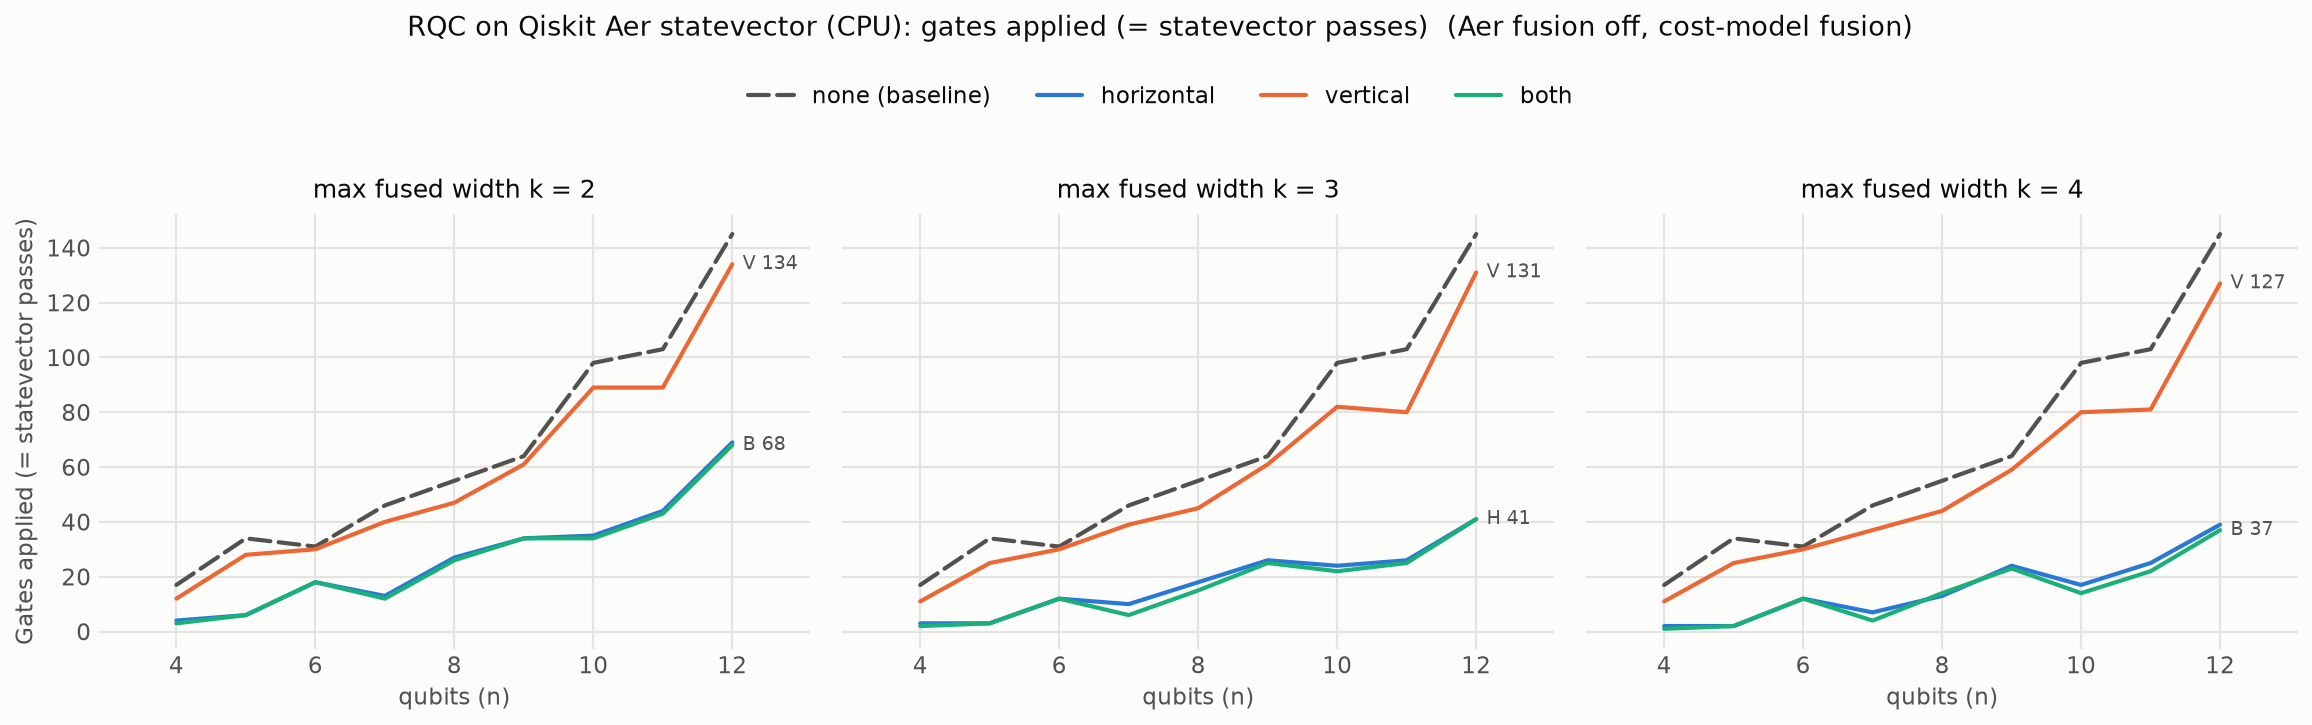 RQC on Qiskit Aer statevector (CPU): gates applied (= statevector passes)  (Aer fusion off, cost-model fusion)
none (baseline)
horizontal
vertical
both
max fused width k = 2
max fused width k = 3
max fused width k = 4
Gates applied (= statevector passes)
140
120
100
80
60
40
20
0
V 134
B 68
V 131
H 41
V 127
B 37
4 6 8 10 12
4 6 8 10 12
4 6 8 10 12
qubits (n)
qubits (n)
qubits (n)